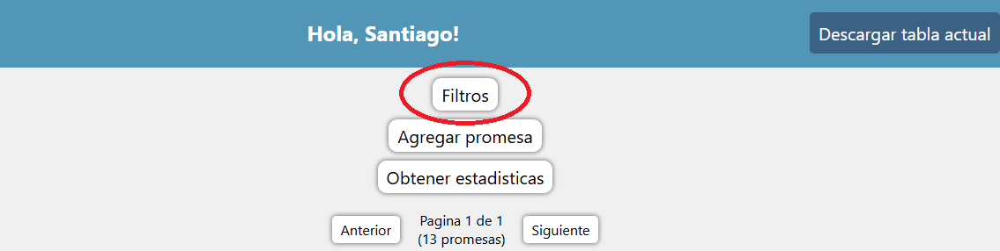 Hola, Santiago!
Descargar tabla actual
Filtros
Agregar promesa
Obtener estadisticas
Anterior
Pagina 1 de 1
(13 promesas)
Siguiente